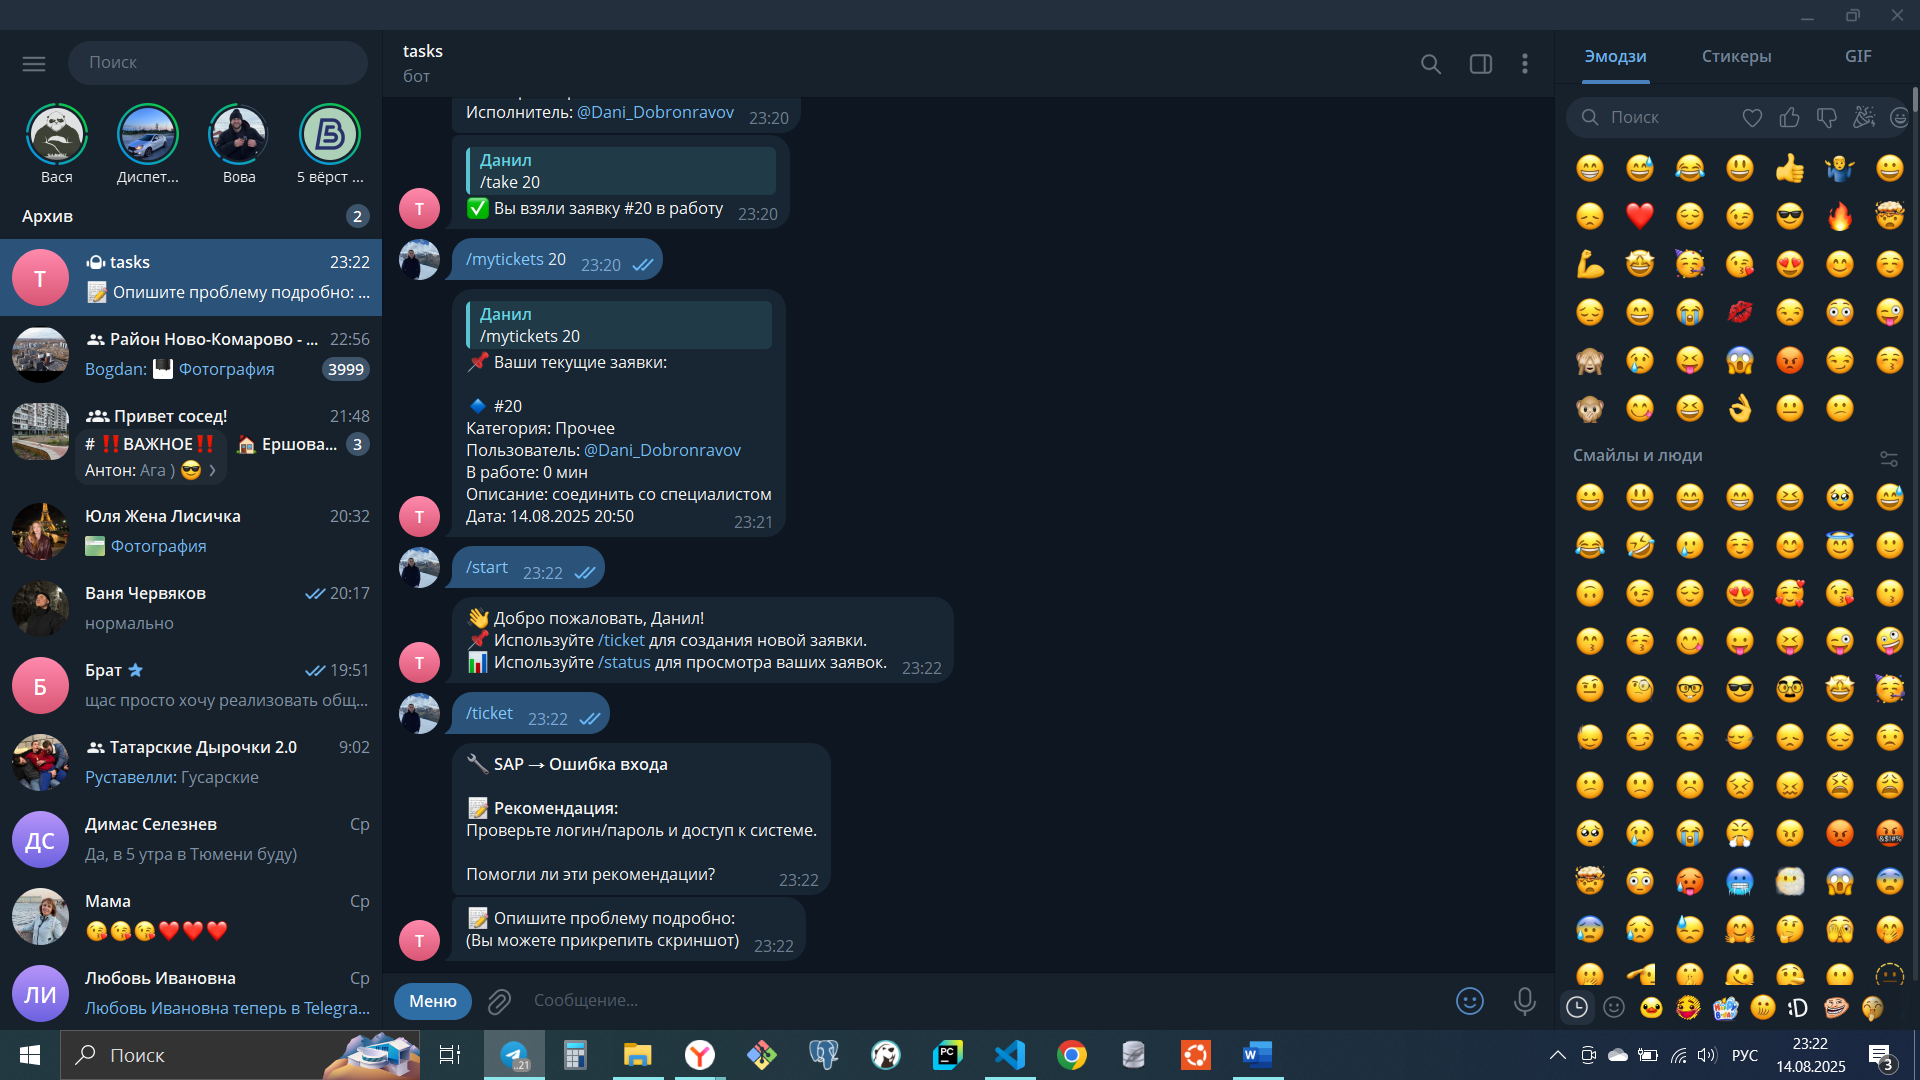 Поиск
Вася
Диспет...
Вова
5 вёрст ...
Архив
2
T
tasks
23:22
Опишите проблему подробно: ...
Район Ново-Комарово - ...
22:56
Bogdan: Фотография
3999
Привет сосед!
21:48
# ‼️ВАЖНОЕ‼️
Ершова...
3
Антон: Ага ) 😎 ›
Юля Жена Лисичка
20:32
Фотография
Ваня Червяков
20:17
нормально
Б
Брат
19:51
щас просто хочу реализовать общ...
Татарские Дырочки 2.0
9:02
Руставелли: Гусарские
ДС
Димас Селезнев
Ср
Да, в 5 утра в Тюмени буду)
Мама
Ср
😘😘😘❤️❤️❤️
ЛИ
Любовь Ивановна
Ср
Любовь Ивановна теперь в Telegra...
tasks
бот
Исполнитель: @Dani_Dobronravov
23:20
Данил
/take 20
✅ Вы взяли заявку #20 в работу
23:20
T
/mytickets 20
23:20
Данил
/mytickets 20
📌 Ваши текущие заявки:
🔹 #20
Категория: Прочее
Пользователь: @Dani_Dobronravov
В работе: 0 мин
Описание: соединить со специалистом
Дата: 14.08.2025 20:50
23:21
T
/start
23:22
👋 Добро пожаловать, Данил!
📌 Используйте /ticket для создания новой заявки.
📊 Используйте /status для просмотра ваших заявок.
23:22
T
/ticket
23:22
🔧 SAP → Ошибка входа
📝 Рекомендация:
Проверьте логин/пароль и доступ к системе.
Помогли ли эти рекомендации?
23:22
📝 Опишите проблему подробно:
(Вы можете прикрепить скриншот)
23:22
T
Меню
Сообщение...
Эмодзи
Стикеры
GIF
Поиск
Смайлы и люди
Поиск
..21
PC
W
РУС
23:22
14.08.2025
3